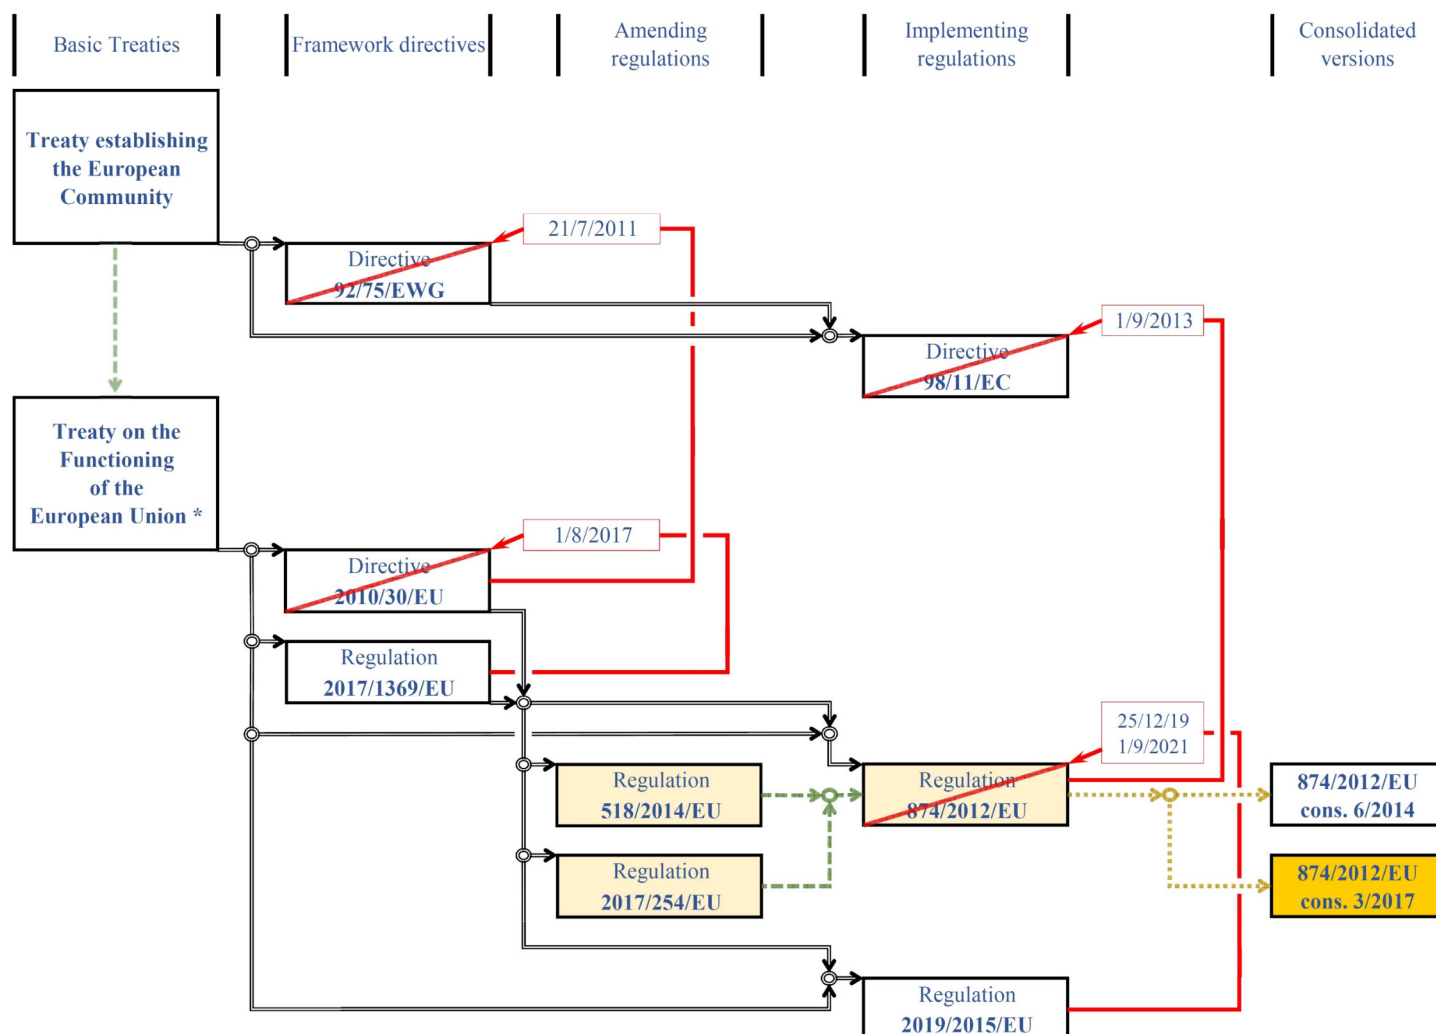 Basic Treaties
Framework directives
Amending
regulations
Implementing
regulations
Consolidated
versions
Treaty establishing
the European
Community
21/7/2011
Directive
92/75/EWG
1/9/2013
Directive
98/11/EC
Treaty on the
Functioning
of the
European Union *
1/8/2017
Directive
2010/30/EU
Regulation
2017/1369/EU
25/12/19
1/9/2021
Regulation
518/2014/EU
Regulation
874/2012/EU
874/2012/EU
cons. 6/2014
Regulation
2017/254/EU
874/2012/EU
cons. 3/2017
Regulation
2019/2015/EU